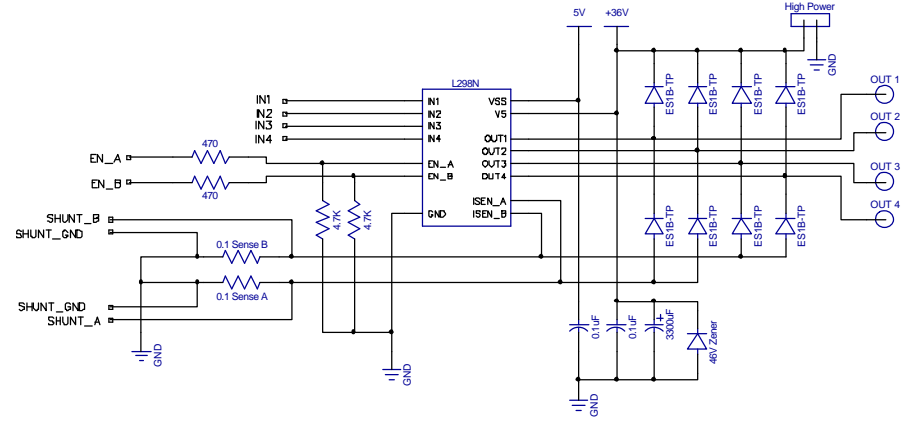 High Power
5V
+36V
GND
L298N
IN1
IN2
IN3
IN4
IN1
IN2
IN3
IN4
VSS
VS
ES1B-TP
ES1B-TP
ES1B-TP
ES1B-TP
OUT 1
OUT 2
OUT 3
OUT 4
OUT1
OUT2
OUT3
OUT4
470
EN_A
EN_B
470
EN_A
EN_B
GND
ISEN_A
ISEN_B
4.7K
4.7K
SHUNT_B
SHUNT_GND
0.1 Sense B
0.1 Sense A
SHUNT_GND
SHUNT_A
ES1B-TP
ES1B-TP
ES1B-TP
ES1B-TP
GND
GND
0.1uF
0.1uF
+
3300uF
46V Zener
GND